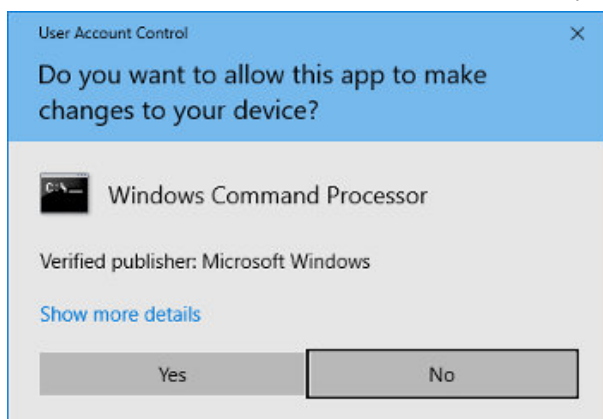 User Account Control
Do you want to allow this app to make
changes to your device?
C:\_
Windows Command Processor
Verified publisher: Microsoft Windows
Show more details
Yes
No